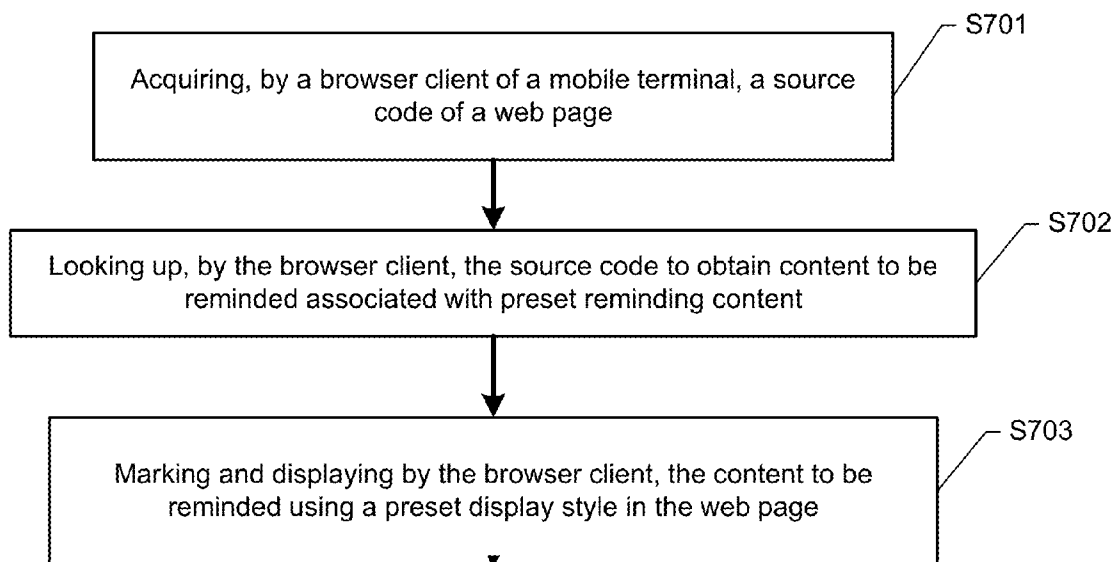 S701
Acquiring, by a browser client of a mobile terminal, a source
code of a web page
S702
Looking up, by the browser client, the source code to obtain content to be
reminded associated with preset reminding content
S703
Marking and displaying by the browser client, the content to be
reminded using a preset display style in the web page